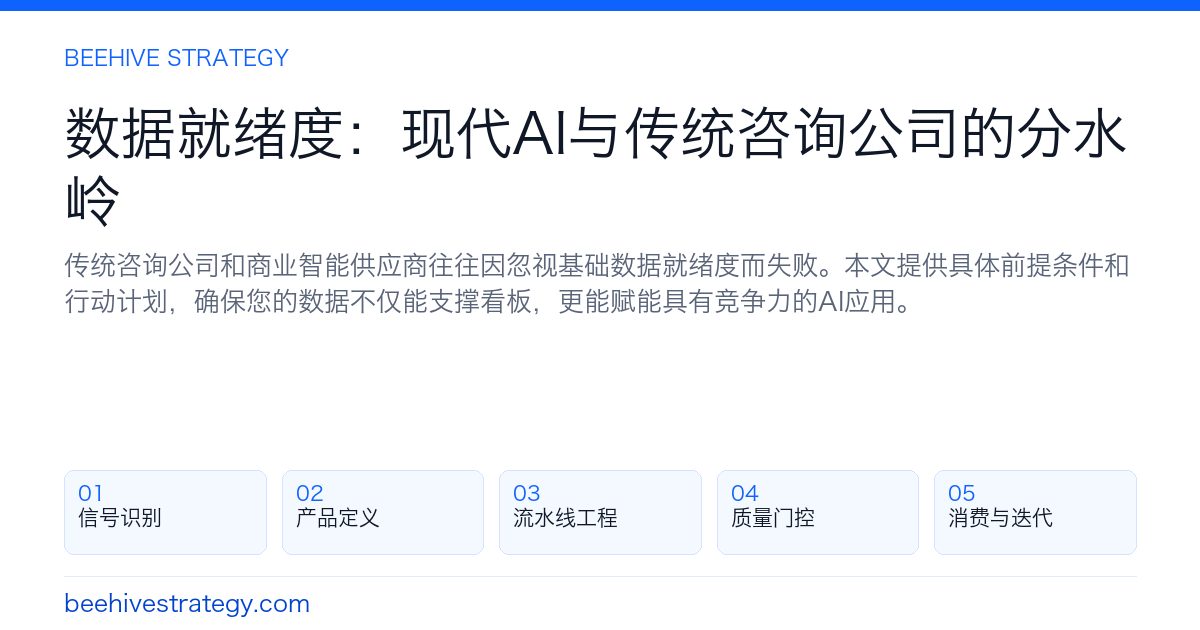 BEEHIVE STRATEGY
数据就绪度：现代AI与传统咨询公司的分水
岭
传统咨询公司和商业智能供应商往往因忽视基础数据就绪度而失败。本文提供具体前提条件和
行动计划，确保您的数据不仅能支撑看板，更能赋能具有竞争力的AI应用。
01
信号识别
02
产品定义
03
流水线工程
04
质量门控
05
消费与迭代
beehivestrategy.com